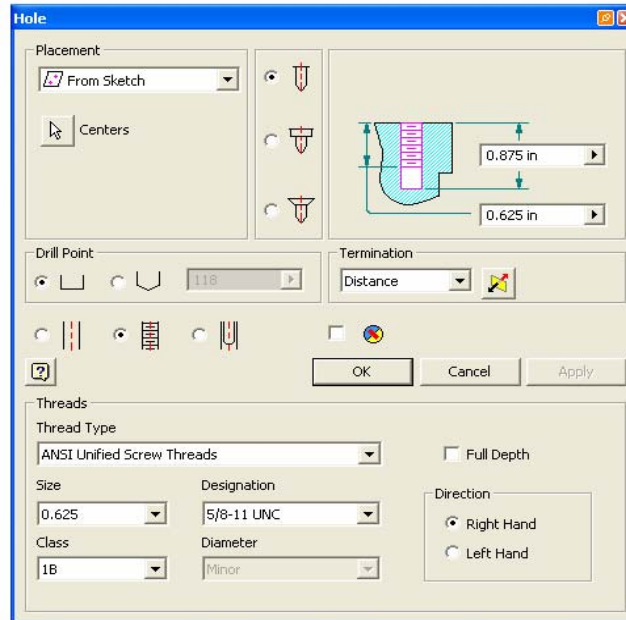 Hole
Placement
From Sketch
Centers
0.875 in
0.625 in
Drill Point
118
Termination
Distance
?
OK
Cancel
Apply
Threads
Thread Type
ANSI Unified Screw Threads
Full Depth
Size
Designation
0.625
5/8-11 UNC
Direction
Right Hand
Left Hand
Class
Diameter
1B
Minor